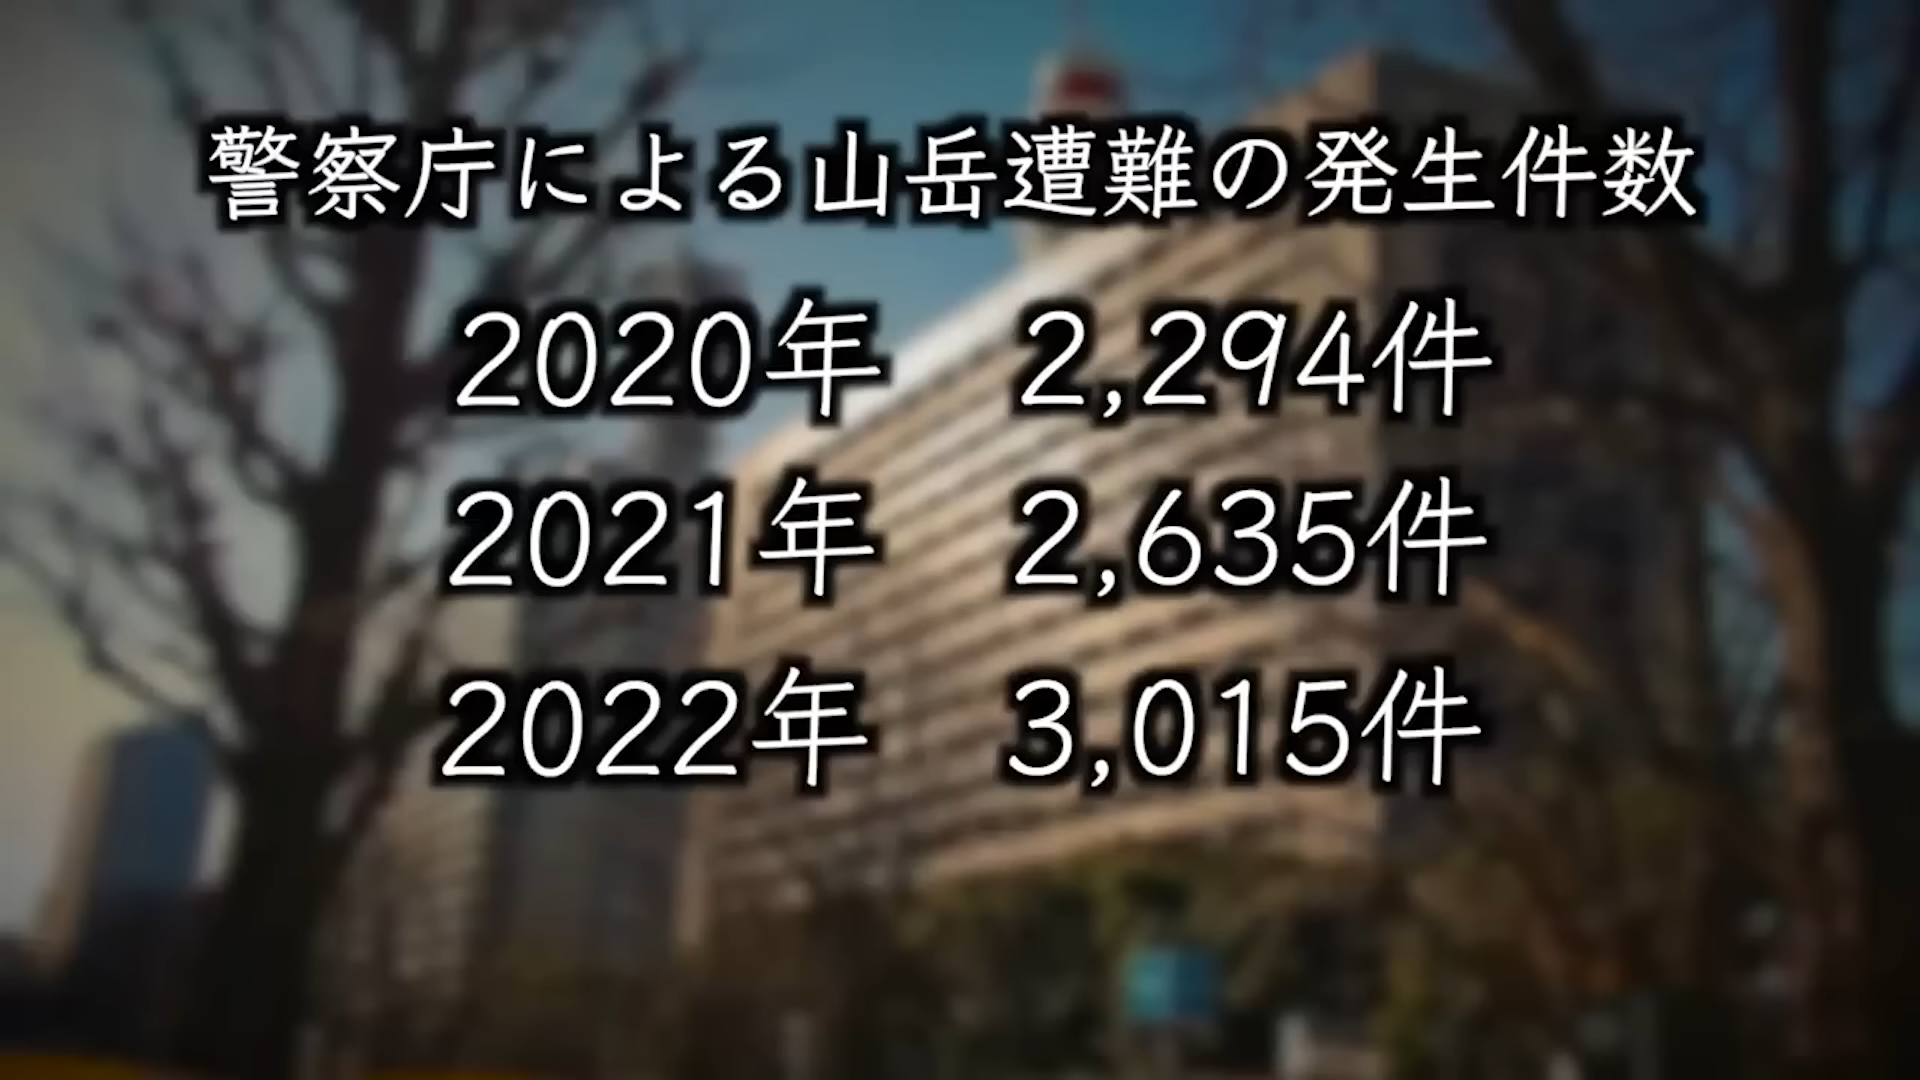 警察庁による山岳遭難の発生件数
2020年　2,294件
2021年　2,635件
2022年　3,015件